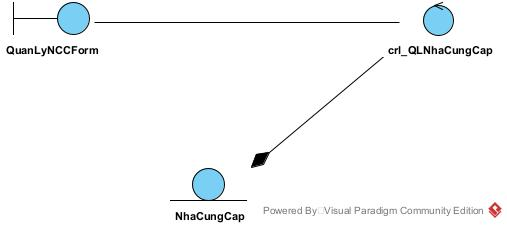 QuanLyNCCForm
crl_QLNhaCungCap
NhaCungCap
Powered By Visual Paradigm Community Edition